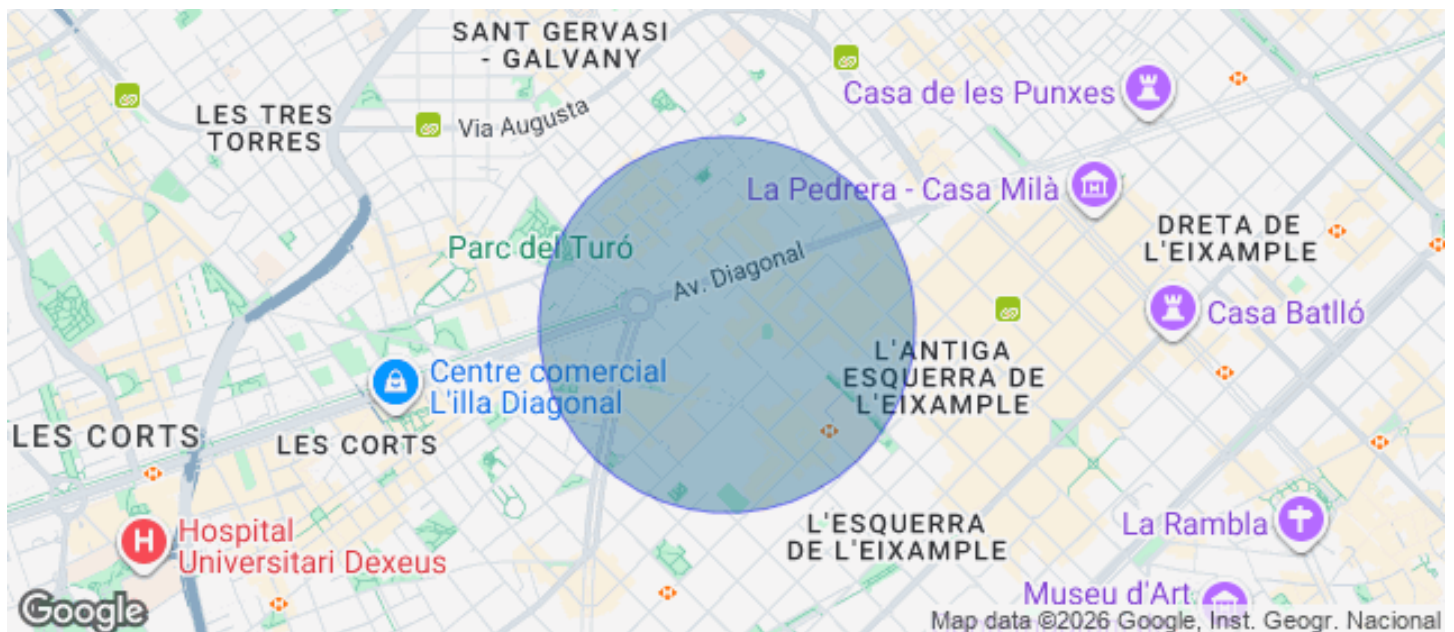 SANT GERVASI
- GALVANY
Casa de les Punxes
LES TRES
TORRES
Via Augusta
La Pedrera - Casa Milà
DRETA DE
L'EIXAMPLE
Parc del Turó
Av. Diagonal
Casa Batlló
L'ANTIGA
ESQUERRA DE
L'EIXAMPLE
Centre comercial
L'illa Diagonal
LES CORTS
LES CORTS
H
Hospital
Universitari Dexeus
L'ESQUERRA
DE L'EIXAMPLE
La Rambla
Museu d'Art
Google
Map data ©2026 Google, Inst. Geogr. Nacional